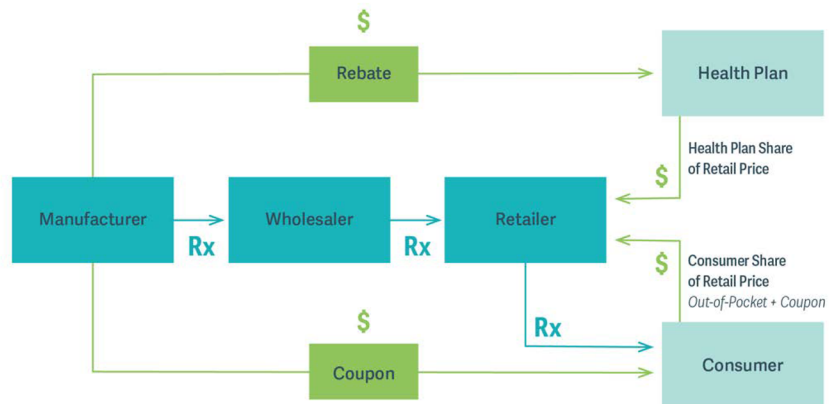 $
Rebate
Health Plan
Health Plan Share
of Retail Price
$
Manufacturer
Rx
Wholesaler
Rx
Retailer
$
Consumer Share
of Retail Price
Out-of-Pocket + Coupon
$
Rx
Coupon
Consumer